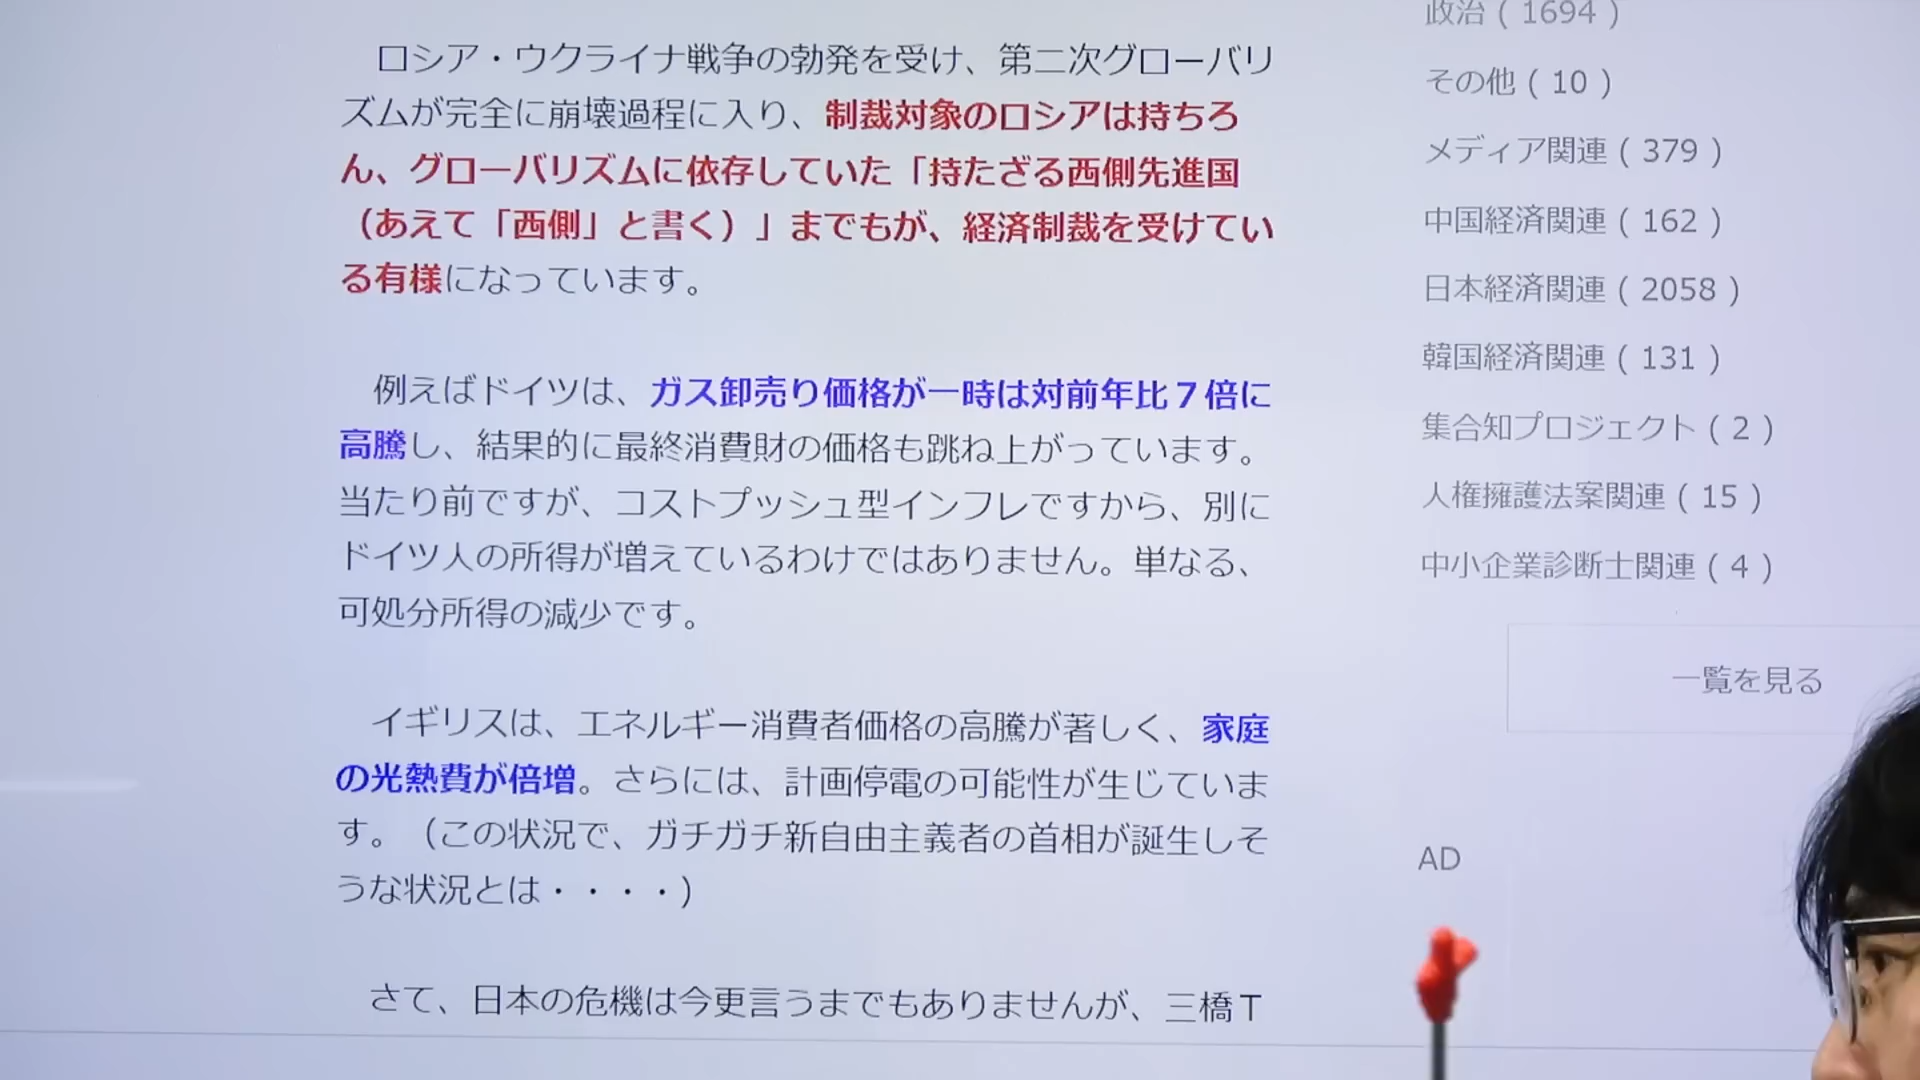 ロシア・ウクライナ戦争の勃発を受け、第二次グローバリ
ズムが完全に崩壊過程に入り、制裁対象のロシアは持ちろ
ん、グローバリズムに依存していた「持たざる西側先進国
（あえて「西側」と書く）」までもが、経済制裁を受けてい
る有様になっています。
例えばドイツは、ガス卸売り価格が一時は対前年比７倍に
高騰し、結果的に最終消費財の価格も跳ね上がっています。
当たり前ですが、コストプッシュ型インフレですから、別に
ドイツ人の所得が増えているわけではありません。単なる、
可処分所得の減少です。
イギリスは、エネルギー消費者価格の高騰が著しく、家庭
の光熱費が倍増。さらには、計画停電の可能性が生じていま
す。（この状況で、ガチガチ新自由主義者の首相が誕生しそ
うな状況とは・・・・）
さて、日本の危機は今更言うまでもありませんが、三橋Ｔ
政治 ( 1694 )
その他 ( 10 )
メディア関連 ( 379 )
中国経済関連 ( 162 )
日本経済関連 ( 2058 )
韓国経済関連 ( 131 )
集合知プロジェクト ( 2 )
人権擁護法案関連 ( 15 )
中小企業診断士関連 ( 4 )
一覧を見る
AD